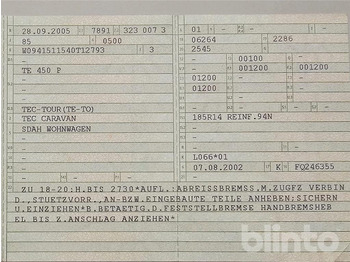 28.09.2005 7891 323 007 3
85 0500
W0941511540T12793 3
-
TE 450 P
-
-
TEC-TOUR(TE-TO)
TEC CARAVAN
SDAH WOHNWAGEN
-
-
-
01 - - -
06264 2286
2545 -
- 00100 -
- 001200 001200
01200 - -
01200 - -
- - -
- - -
185R14 REINF.94N
-
-
-
L066*01
07.08.2002 K FQ246355
ZU 18-20:H.BIS 2730*AUFL.:ABREISSBREMSS.M.ZUGFZ VERBIN
D.,STUETZVORR.,AN-BZW.EINGEBAUTE TEILE ANHEBEN;SICHERN
U.EINZIEHEN*B.BETAETIG.D.FESTSTELLBREMSE HANDBREMSHEB
EL BIS Z.ANSCHLAG ANZIEHEN*
blinto